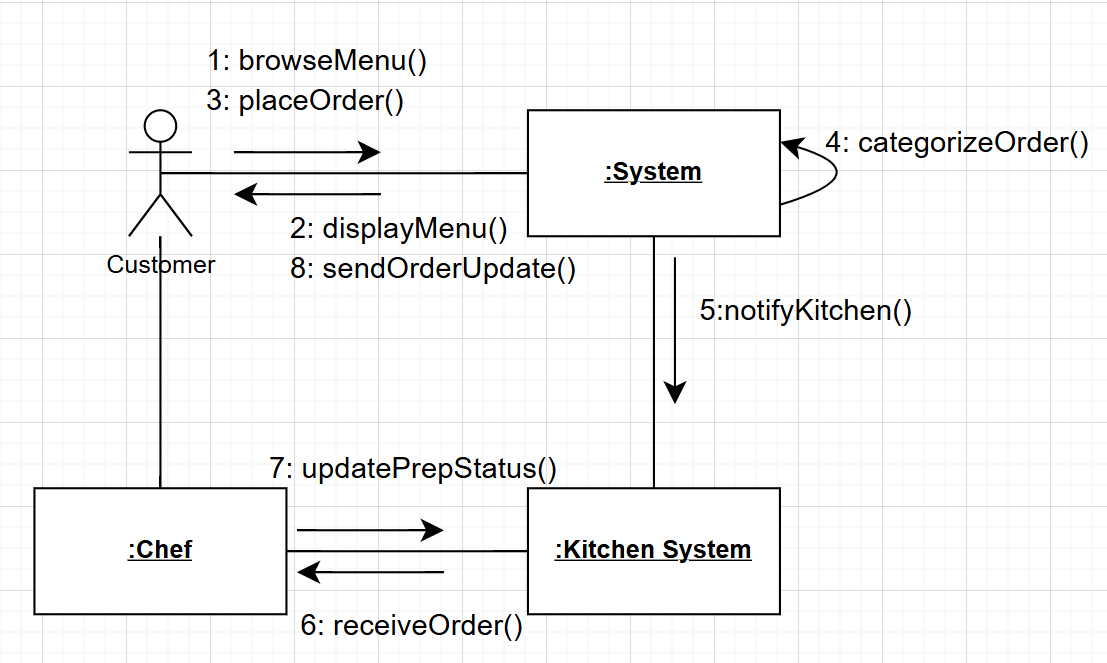 1: browseMenu()
3: placeOrder()
:System
4: categorizeOrder()
2: displayMenu()
Customer
8: sendOrderUpdate()
5:notifyKitchen()
7: updatePrepStatus()
:Chef
:Kitchen System
6: receiveOrder()